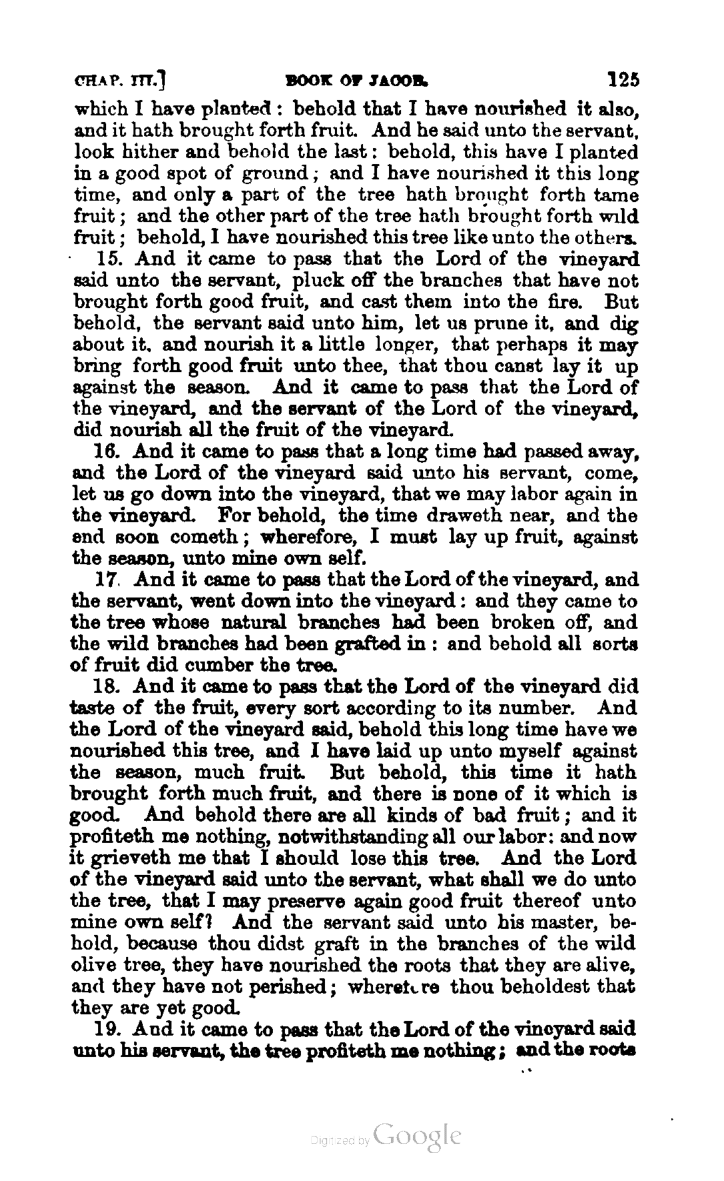 CHAP. III.] BOOK OF JACOB. 125
which I have planted: behold that I have nourished it also,
and it hath brought forth fruit. And he said unto the servant,
look hither and behold the last: behold, this have I planted
in a good spot of ground; and I have nourished it this long
time, and only a part of the tree hath brought forth tame
fruit; and the other part of the tree hath brought forth wild
fruit; behold, I have nourished this tree like unto the others.
15. And it came to pass that the Lord of the vineyard
said unto the servant, pluck off the branches that have not
brought forth good fruit, and cast them into the fire. But
behold, the servant said unto him, let us prune it, and dig
about it, and nourish it a little longer, that perhaps it may
bring forth good fruit unto thee, that thou canst lay it up
against the season. And it came to pass that the Lord of
the vineyard, and the servant of the Lord of the vineyard,
did nourish all the fruit of the vineyard.
16. And it came to pass that a long time had passed away,
and the Lord of the vineyard said unto his servant, come,
let us go down into the vineyard, that we may labor again in
the vineyard. For behold, the time draweth near, and the
end soon cometh; wherefore, I must lay up fruit, against
the season, unto mine own self.
17. And it came to pass that the Lord of the vineyard, and
the servant, went down into the vineyard: and they came to
the tree whose natural branches had been broken off, and
the wild branches had been grafted in: and behold all sorts
of fruit did cumber the tree.
18. And it came to pass that the Lord of the vineyard did
taste of the fruit, every sort according to its number. And
the Lord of the vineyard said, behold this long time have we
nourished this tree, and I have laid up unto myself against
the season, much fruit. But behold, this time it hath
brought forth much fruit, and there is none of it which is
good. And behold there are all kinds of bad fruit; and it
profiteth me nothing, notwithstanding all our labor: and now
it grieveth me that I should lose this tree. And the Lord
of the vineyard said unto the servant, what shall we do unto
the tree, that I may preserve again good fruit thereof unto
mine own self? And the servant said unto his master, be-
hold, because thou didst graft in the branches of the wild
olive tree, they have nourished the roots that they are alive,
and they have not perished; wherefore thou beholdest that
they are yet good.
19. And it came to pass that the Lord of the vineyard said
unto his servant, the tree profiteth me nothing; and the roots
Digitized by Google